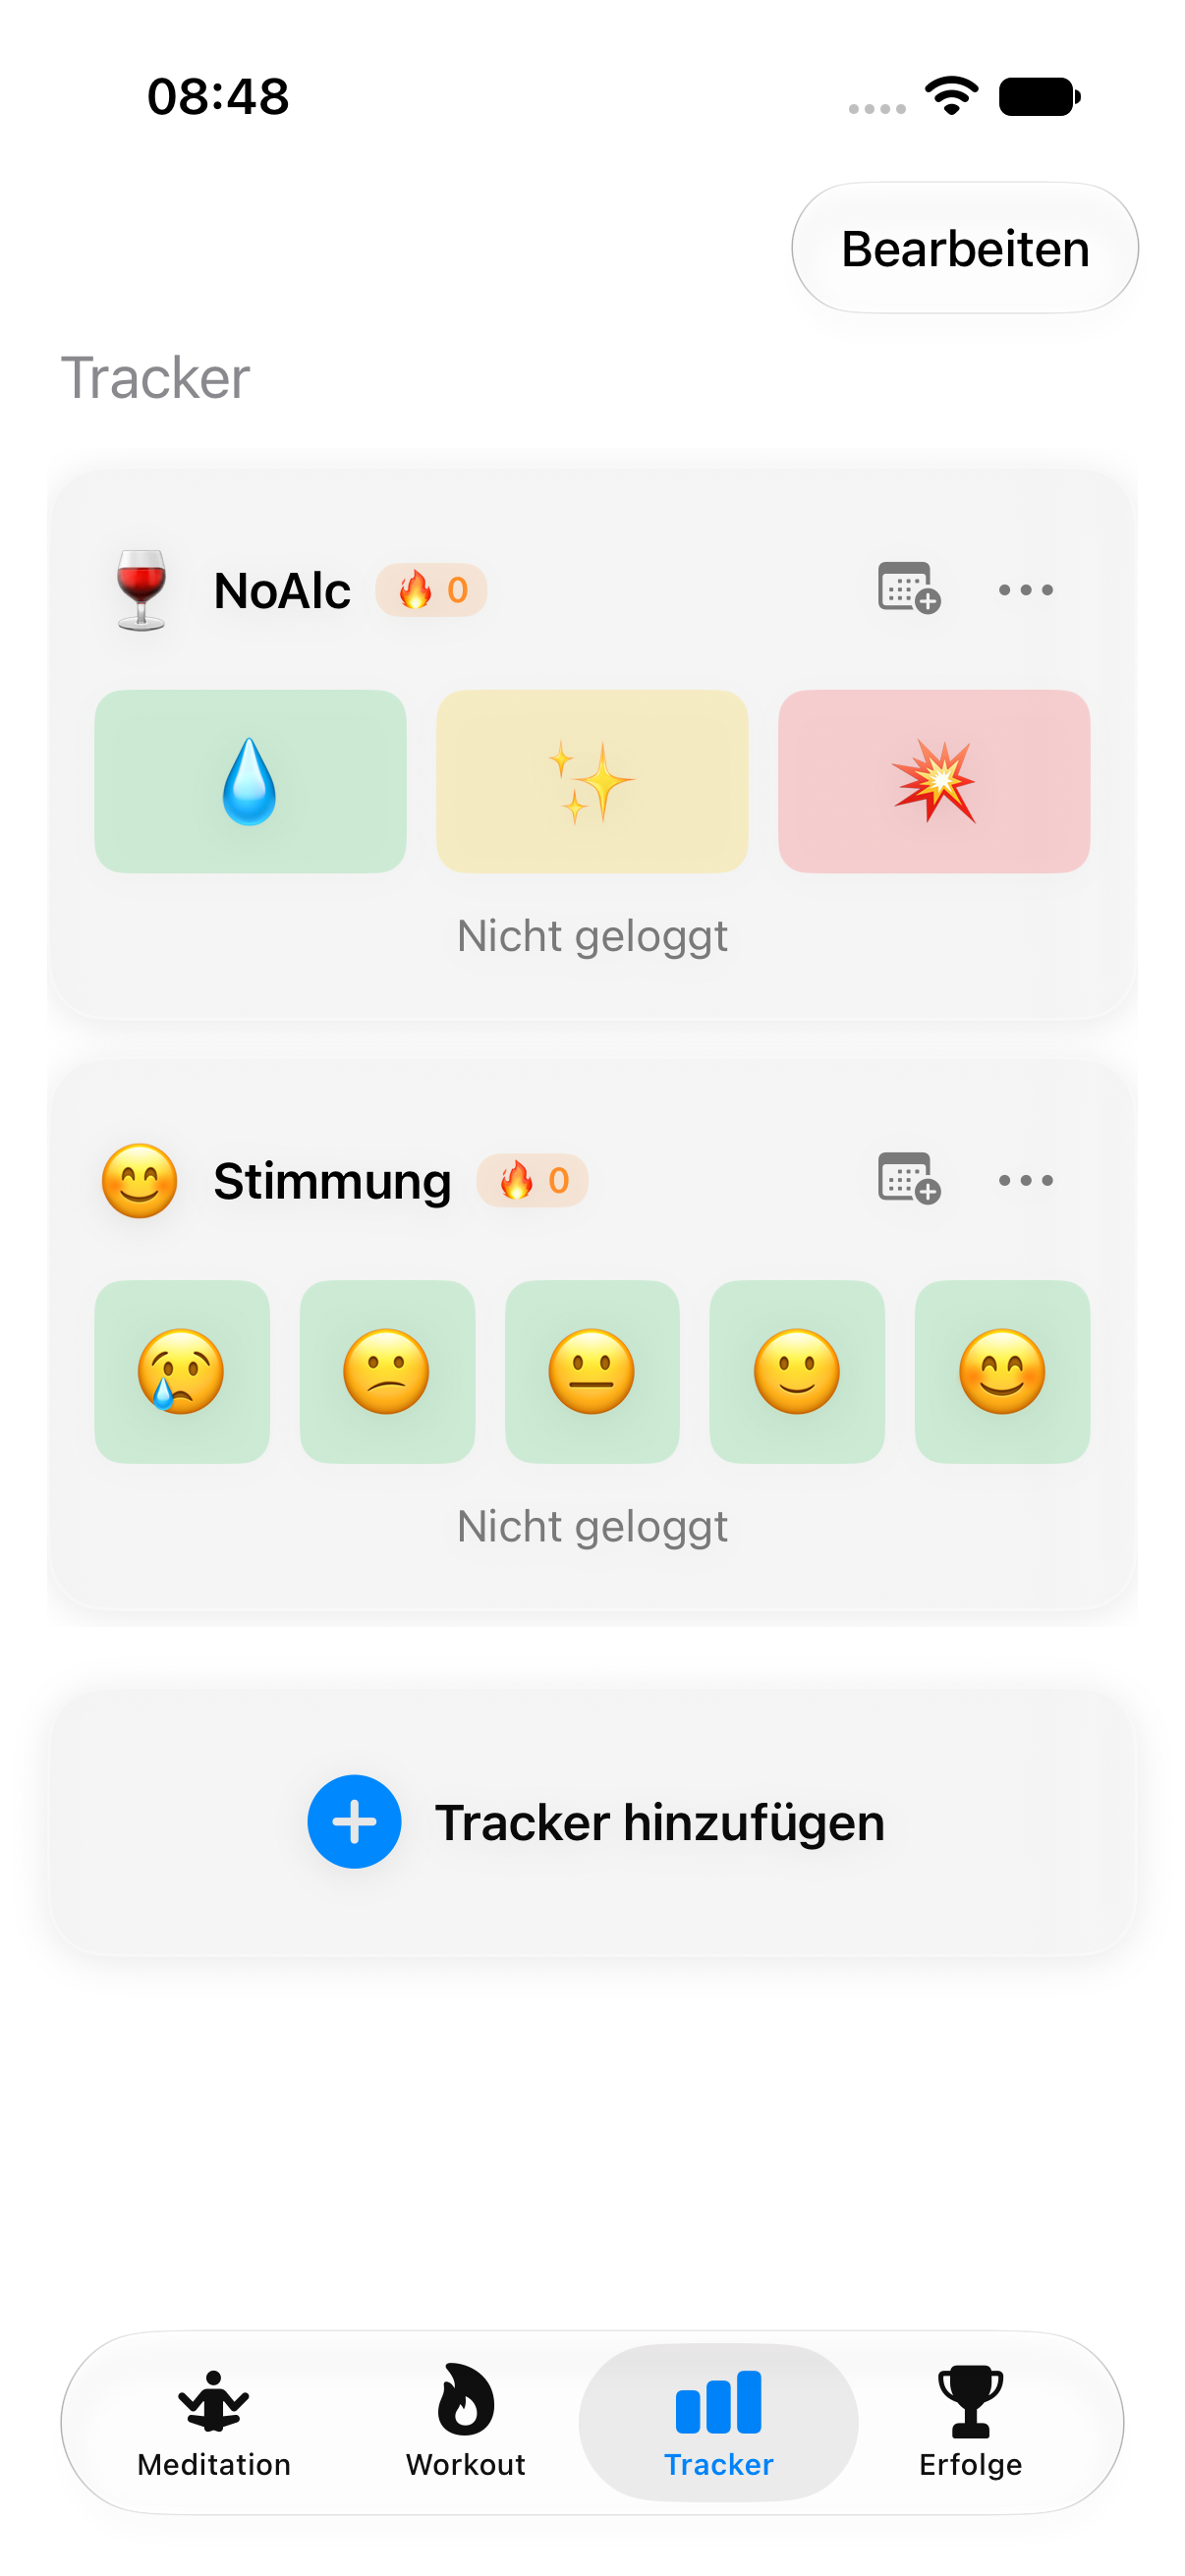 08:48
Bearbeiten
Tracker
NoAlc 🔥 0
Nicht geloggt
Stimmung 🔥 0
Nicht geloggt
Tracker hinzufügen
Meditation Workout Tracker Erfolge